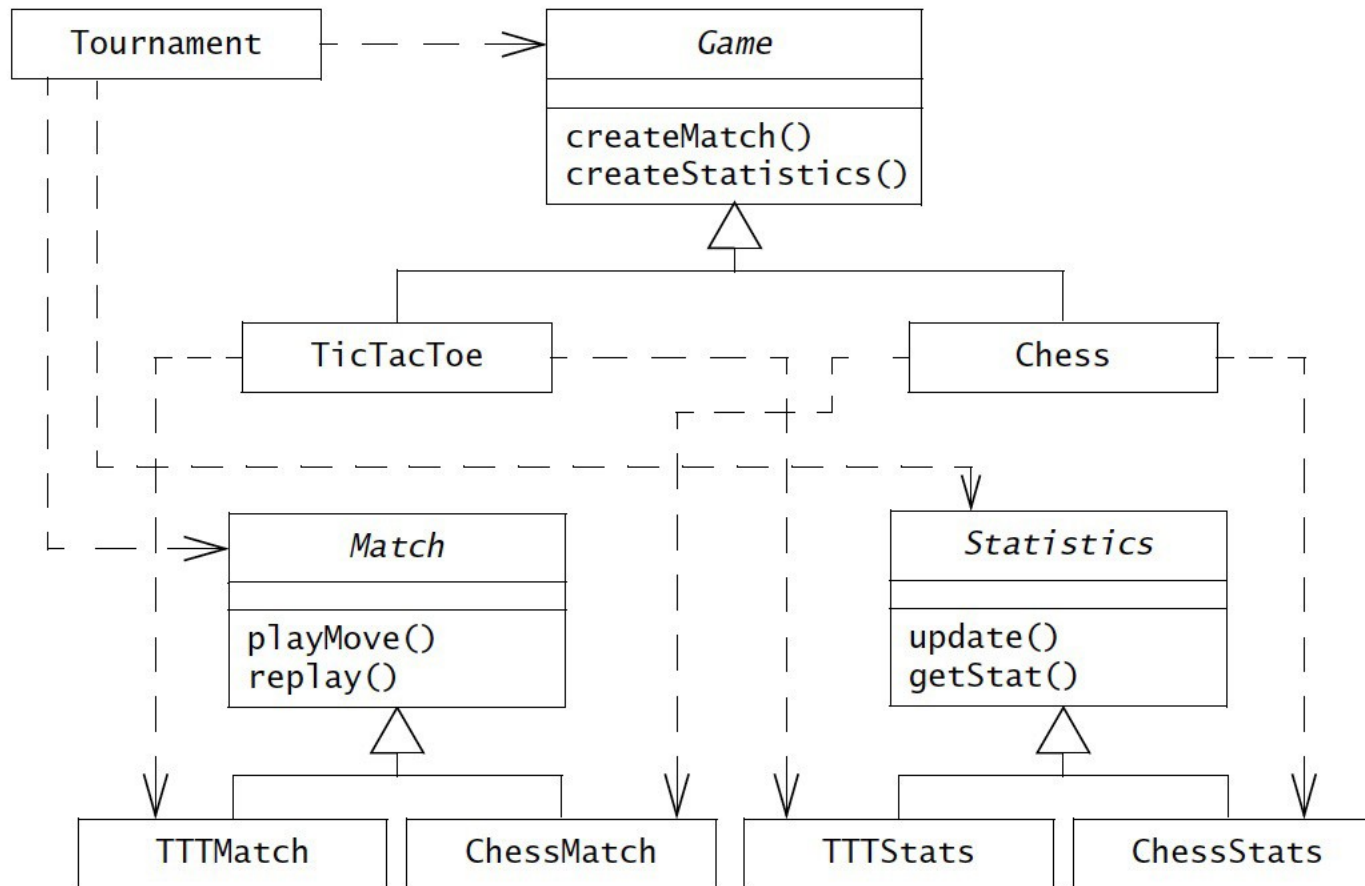 Tournament
Game
createMatch()
createStatistics()
TicTacToe
Chess
Match
playMove()
replay()
Statistics
update()
getStat()
TTTMatch
ChessMatch
TTTStats
ChessStats